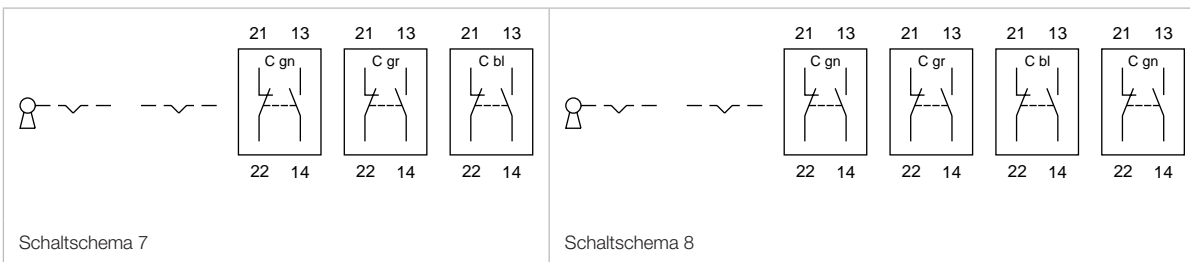 21 13 21 13 21 13
C gn C gr C bl
22 14 22 14 22 14
Schaltschema 7
21 13 21 13 21 13 21 13
C gn C gr C bl C gn
22 14 22 14 22 14 22 14
Schaltschema 8